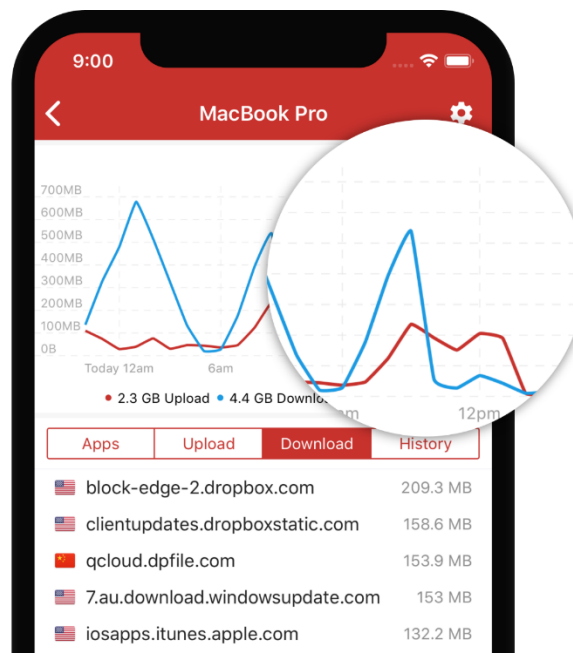 9:00
MacBook Pro
700MB
600MB
500MB
400MB
300MB
200MB
100MB
0B
Today 12am 6am 12pm
2.3 GB Upload 4.4 GB Downlo
Apps Upload Download History
block-edge-2.dropbox.com 209.3 MB
clientupdates.dropboxstatic.com 158.6 MB
qcloud.dpfile.com 153.9 MB
7.au.download.windowsupdate.com 153 MB
iosapps.itunes.apple.com 132.2 MB